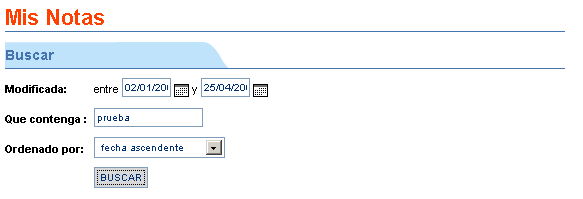 Mis Notas
Buscar
Modificada: entre 02/01/20 y 25/04/20
Que contenga : prueba
Ordenado por: fecha ascendente
BUSCAR